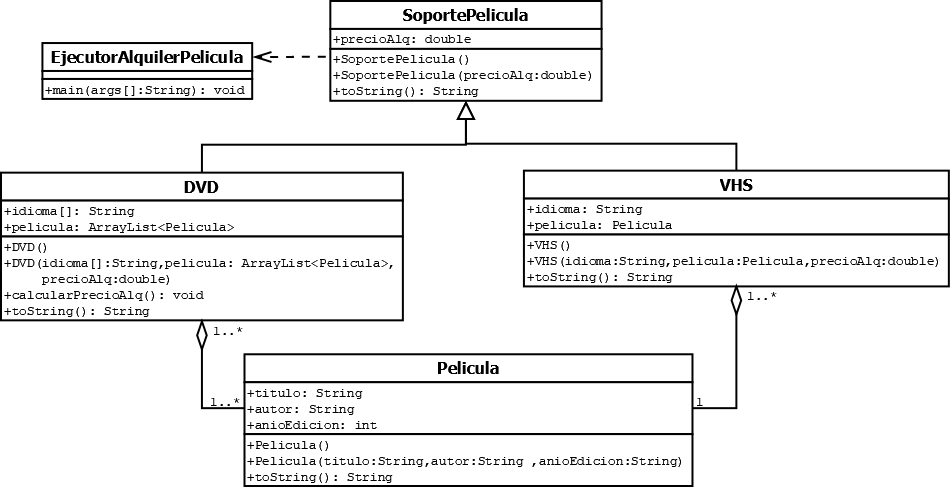 SoportePelicula
+precioAlq: double
+SoportePelicula()
+SoportePelicula(precioAlq:double)
+toString(): String
EjecutorAlquilerPelicula
+main(args[]:String): void
DVD
+idioma[]: String
+pelicula: ArrayList<Pelicula>
+DVD()
+DVD(idioma[]:String,pelicula: ArrayList<Pelicula>,
precioAlq:double)
+calcularPrecioAlq(): void
+toString(): String
VHS
+idioma: String
+pelicula: Pelicula
+VHS()
+VHS(idioma:String,pelicula:Pelicula,precioAlq:double)
+toString(): String
1..*
1..*
1..*
1
Pelicula
+titulo: String
+autor: String
+anioEdicion: int
+Pelicula()
+Pelicula(titulo:String,autor:String ,anioEdicion:String)
+toString(): String